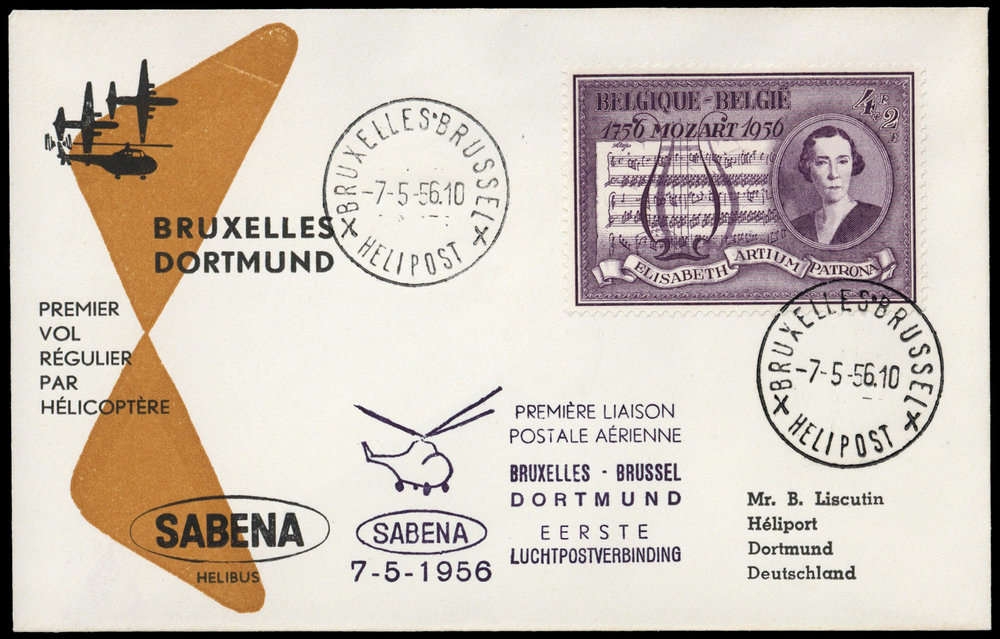 BRUXELLES
DORTMUND
PREMIER
VOL
RÉGULIER
PAR
HÉLICOPTÈRE
SABENA
HELIBUS
BRUXELLES*BRUSSEL
-7-5-56.10
HELIPOST
BELGIQUE-BELGIË
1756 MOZART 1956
4F+2F
Allegro
ELISABETH ARTIUM PATRONA
BRUXELLES*BRUSSEL
-7-5-56.10
HELIPOST
PREMIÈRE LIAISON
POSTALE AÉRIENNE
BRUXELLES - BRUSSEL
DORTMUND
EERSTE
LUCHTPOSTVERBINDING
SABENA
7-5-1956
Mr. B. Liscutin
Héliport
Dortmund
Deutschland